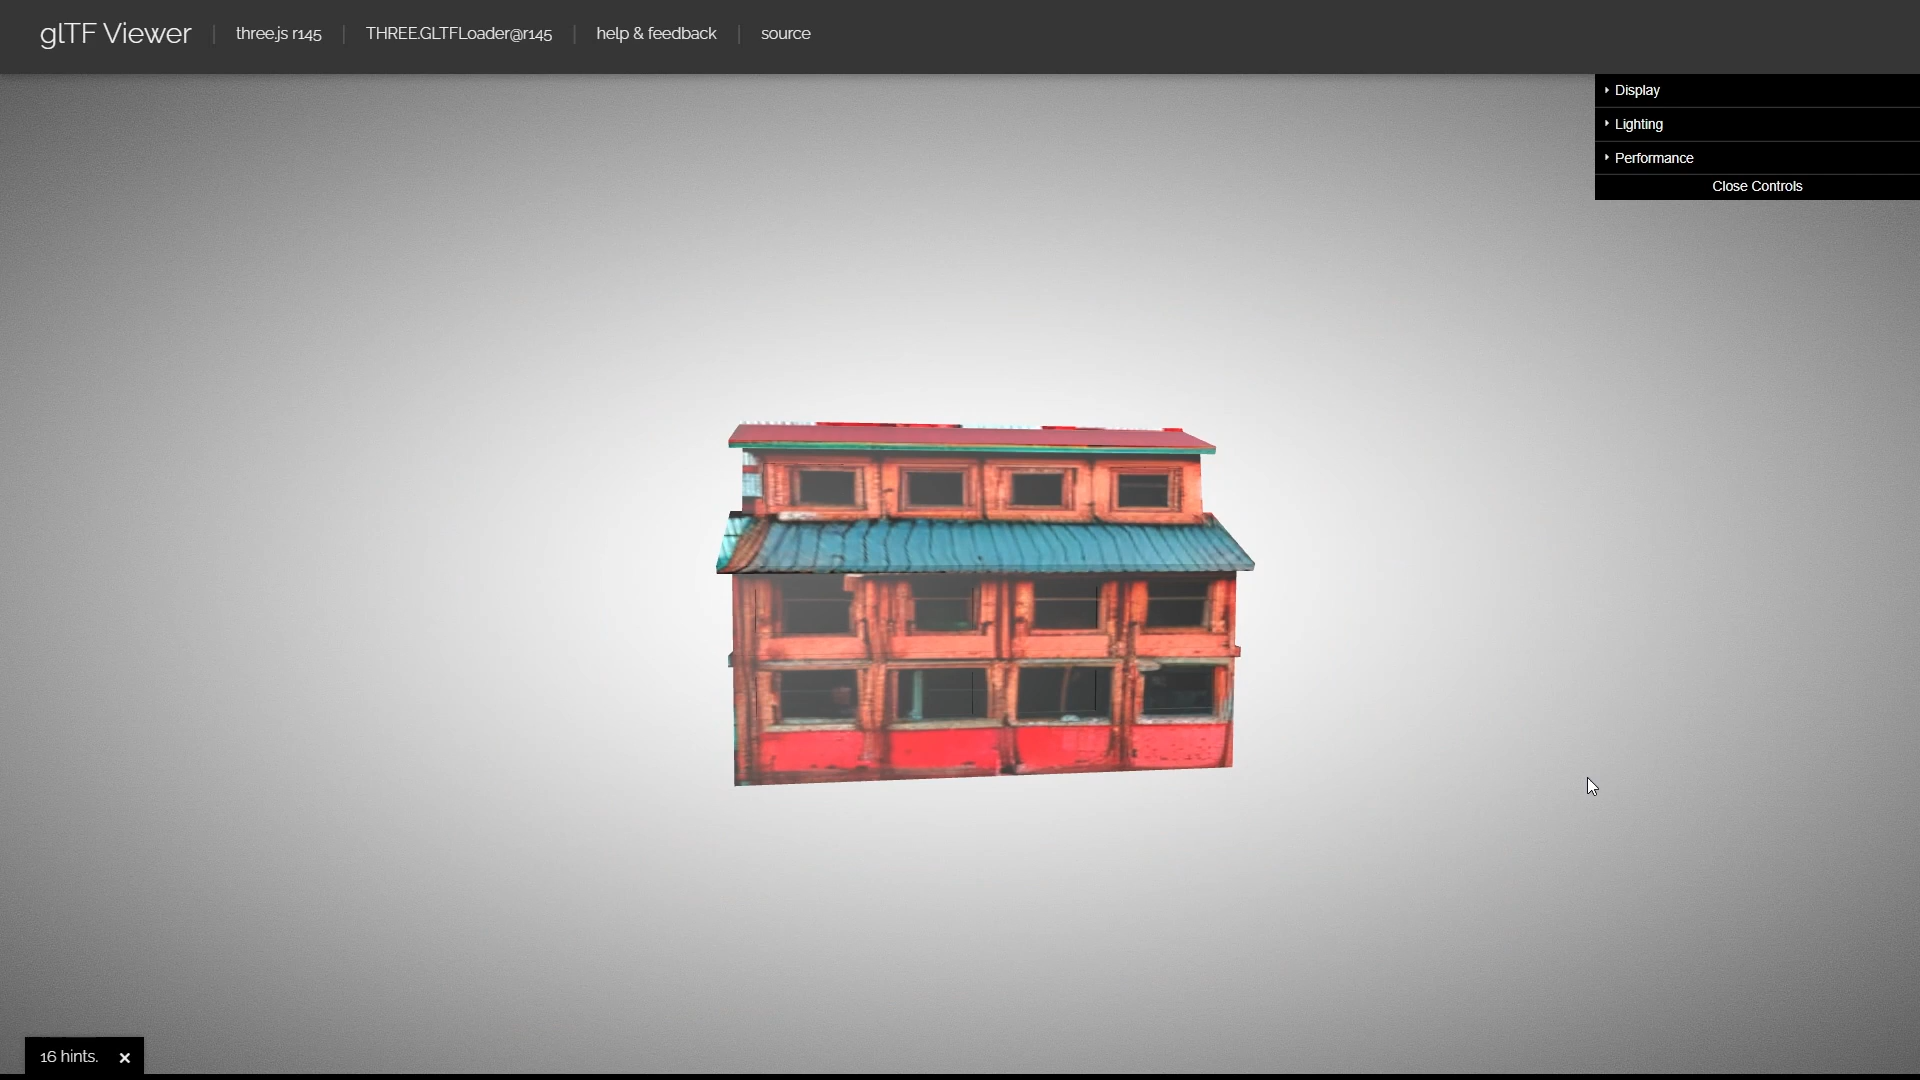 glTF Viewer
three.js r145
THREE.GLTFLoader@r145
help & feedback
source
Display
Lighting
Performance
Close Controls
16 hints.